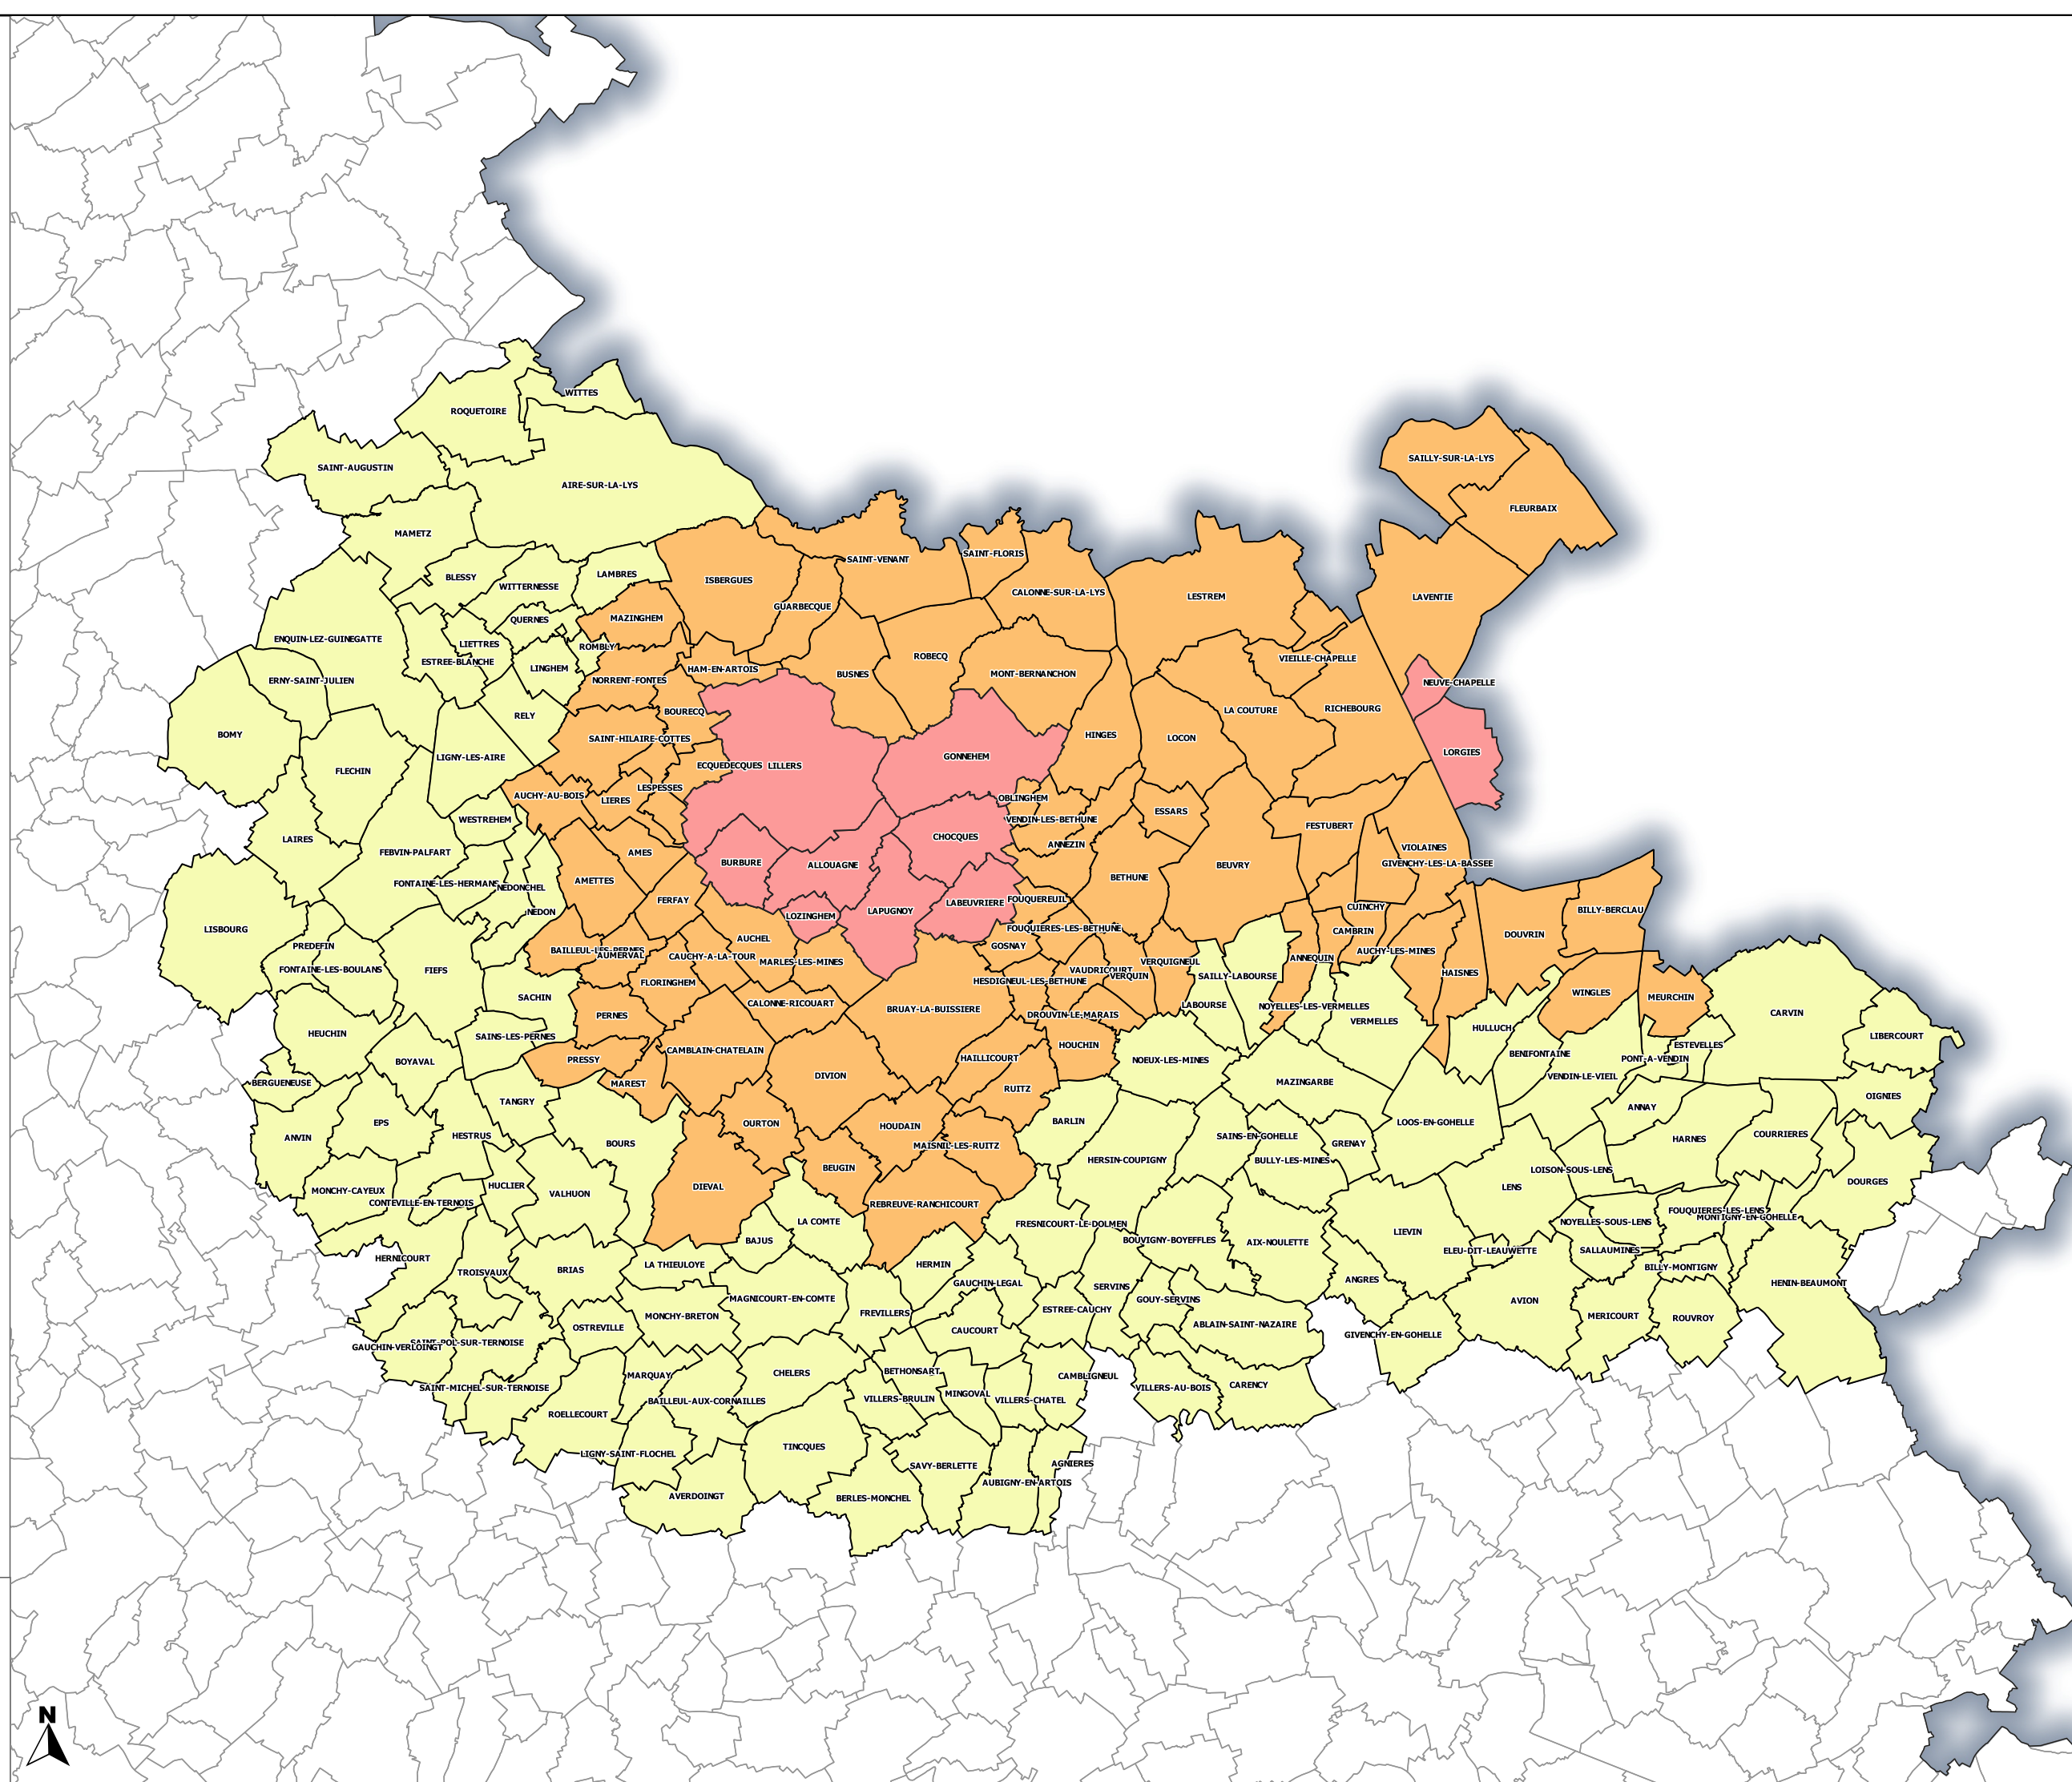 WITTES
ROQUETOIRE
SAINT-AUGUSTIN
AIRE-SUR-LA-LYS
SAILLY-SUR-LA-LYS
FLEURBAIX
MAMETZ
SAINT-VENANT
SAINT-FLORIS
BLESSY
LAMBRES
WITTERNESSE
ISBERGUES
CALONNE-SUR-LA-LYS
LESTREM
LAVENTIE
GUARBECQUE
MAZINGHEM
QUERNES
ENQUIN-LEZ-GUINEGATTE
LIETTRES
ROMBLY
ESTREE-BLANCHE
LINGHEM
HAM-EN-ARTOIS
ROBECQ
VIEILLE-CHAPELLE
ERNY-SAINT-JULIEN
NORRENT-FONTES
BUSNES
MONT-BERNANCHON
NEUVE-CHAPELLE
RELY
BOURECQ
LA COUTURE
RICHEBOURG
BOMY
SAINT-HILAIRE-COTTES
HINGES
LOCON
LIGNY-LES-AIRE
GONNEHEM
LORGIES
FLECHIN
ECQUEDECQUES
LILLERS
AUCHY-AU-BOIS
LIERES
LESPESSES
OBLINGHEM
ESSARS
WESTREHEM
VENDIN-LES-BETHUNE
FESTUBERT
LAIRES
CHOCQUES
ANNEZIN
VIOLAINES
FEBVIN-PALFART
AMES
BURBURE
ALLOUAGNE
BEUVRY
GIVENCHY-LES-LA-BASSEE
FONTAINE-LES-HERMANS
NEDONCHEL
AMETTES
BETHUNE
FERFAY
LABEUVRIERE
FOUQUEREUIL
CUINCHY
NEDON
LOZINGHEM
LAPUGNOY
BILLY-BERCLAU
LISBOURG
FOUQUIERES-LES-BETHUNE
CAMBRIN
DOUVRIN
PREDEFIN
BAILLEUL-LES-PERNES
AUMERVAL
AUCHEL
GOSNAY
AUCHY-LES-MINES
CAUCHY-A-LA-TOUR
MARLES-LES-MINES
VERQUIGNEUL
ANNEQUIN
FONTAINE-LES-BOULANS
FIEFS
VAUDRICOURT
VERQUIN
SAILLY-LABOURSE
HAISNES
FLORINGHEM
HESDIGNEUL-LES-BETHUNE
SACHIN
CALONNE-RICOUART
BRUAY-LA-BUISSIERE
LABOURSE
NOYELLES-LES-VERMELLES
WINGLES
MEURCHIN
PERNES
DROUVIN-LE-MARAIS
VERMELLES
CARVIN
HEUCHIN
SAINS-LES-PERNES
HULLUCH
LIBERCOURT
CAMBLAIN-CHATELAIN
HOUCHIN
ESTEVELLES
BOYAVAL
PRESSY
HAILLICOURT
NOEUX-LES-MINES
BENIFONTAINE
PONT-A-VENDIN
BERGUENEUSE
MAREST
DIVION
RUITZ
MAZINGARBE
VENDIN-LE-VIEIL
TANGRY
OIGNIES
EPS
OURTON
HOUDAIN
BARLIN
LOOS-EN-GOHELLE
ANNAY
ANVIN
HESTRUS
BOURS
MAISNIL-LES-RUITZ
SAINS-EN-GOHELLE
GRENAY
HARNES
COURRIERES
HERSIN-COUPIGNY
BULLY-LES-MINES
BEUGIN
LOISON-SOUS-LENS
MONCHY-CAYEUX
HUCLIER
VALHUON
DIEVAL
LENS
DOURGES
CONTEVILLE-EN-TERNOIS
REBREUVE-RANCHICOURT
FOUQUIERES-LES-LENS
LA COMTE
FRESNICOURT-LE-DOLMEN
NOYELLES-SOUS-LENS
MONTIGNY-EN-GOHELLE
BAJUS
BOUVIGNY-BOYEFFLES
AIX-NOULETTE
LIEVIN
HERNICOURT
LA THIEULOYE
HERMIN
ELEU-DIT-LEAUWETTE
SALLAUMINES
TROISVAUX
BRIAS
GAUCHIN-LEGAL
SERVINS
ANGRES
BILLY-MONTIGNY
HENIN-BEAUMONT
MAGNICOURT-EN-COMTE
GOUY-SERVINS
AVION
MONCHY-BRETON
FREVILLERS
ESTREE-CAUCHY
MERICOURT
ROUVROY
OSTREVILLE
CAUCOURT
ABLAIN-SAINT-NAZAIRE
GIVENCHY-EN-GOHELLE
GAUCHIN-VERLOINGT
SAINT-POL-SUR-TERNOISE
MARQUAY
CHELERS
BETHONSART
CAMBLIGNEUL
SAINT-MICHEL-SUR-TERNOISE
VILLERS-AU-BOIS
CARENCY
BAILLEUL-AUX-CORNAILLES
VILLERS-BRULIN
MINGOVAL
VILLERS-CHATEL
ROELLECOURT
TINCQUES
LIGNY-SAINT-FLOCHEL
SAVY-BERLETTE
AGNIERES
AVERDOINGT
BERLES-MONCHEL
AUBIGNY-EN-ARTOIS
N